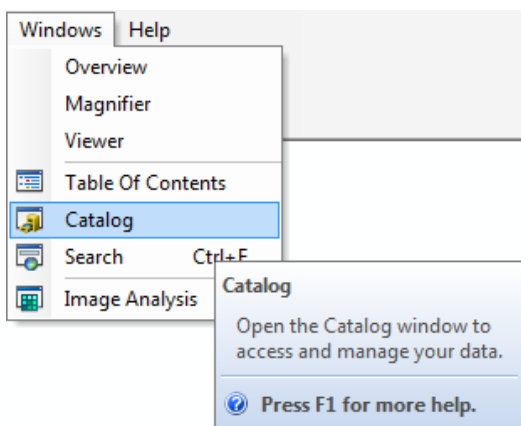 Windows Help
Overview
Magnifier
Viewer
Table Of Contents
Catalog
Search Ctrl+F
Image Analysis
Catalog
Open the Catalog window to
access and manage your data.
Press F1 for more help.